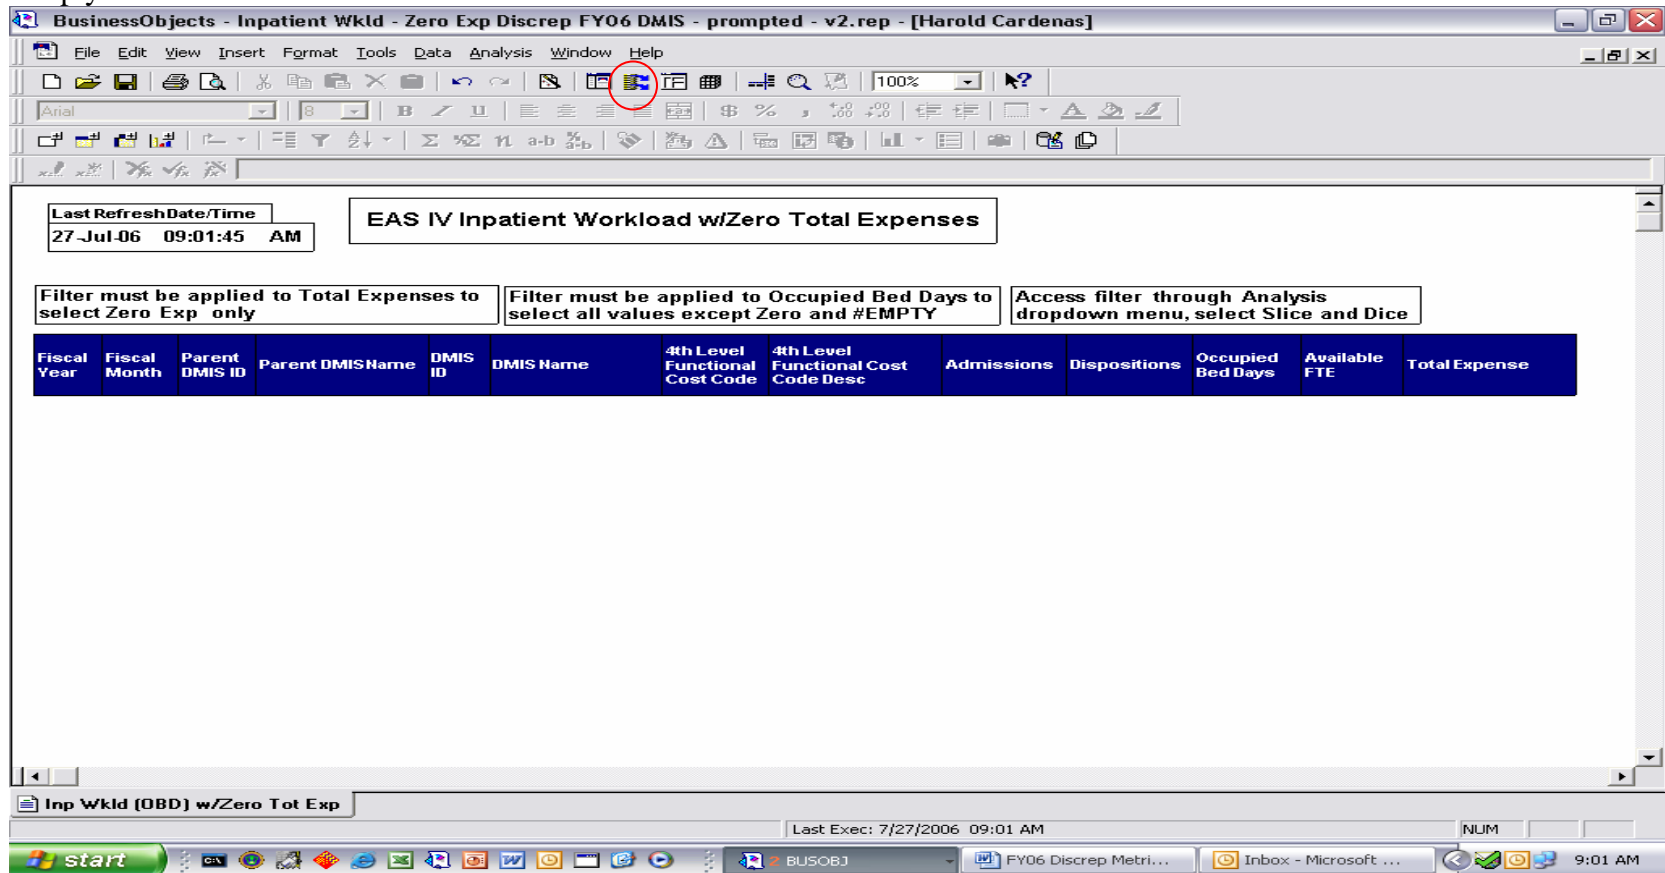 BusinessObjects - Inpatient Wkld - Zero Exp Discrep FY06 DMIS - prompted - v2.rep - [Harold Cardenas]
File Edit View Insert Format Tools Data Analysis Window Help
100%
Arial 8 B U $ %
Σ a-b
Last Refresh Date/Time
27-Jul-06 09:01:45 AM
EAS IV Inpatient Workload w/Zero Total Expenses
Filter must be applied to Total Expenses to
select Zero Exp only
Filter must be applied to Occupied Bed Days to
select all values except Zero and #EMPTY
Access filter through Analysis
dropdown menu, select Slice and Dice
Fiscal
Year
Fiscal
Month
Parent
DMIS ID
Parent DMIS Name
DMIS
ID
DMIS Name
4th Level
Functional
Cost Code
4th Level
Functional Cost
Code Desc
Admissions
Dispositions
Occupied
Bed Days
Available
FTE
Total Expense
Inp Wkld (OBD) w/Zero Tot Exp
Last Exec: 7/27/2006 09:01 AM
NUM
start
2 BUSOBJ
FY06 Discrep Metri...
Inbox - Microsoft ...
9:01 AM